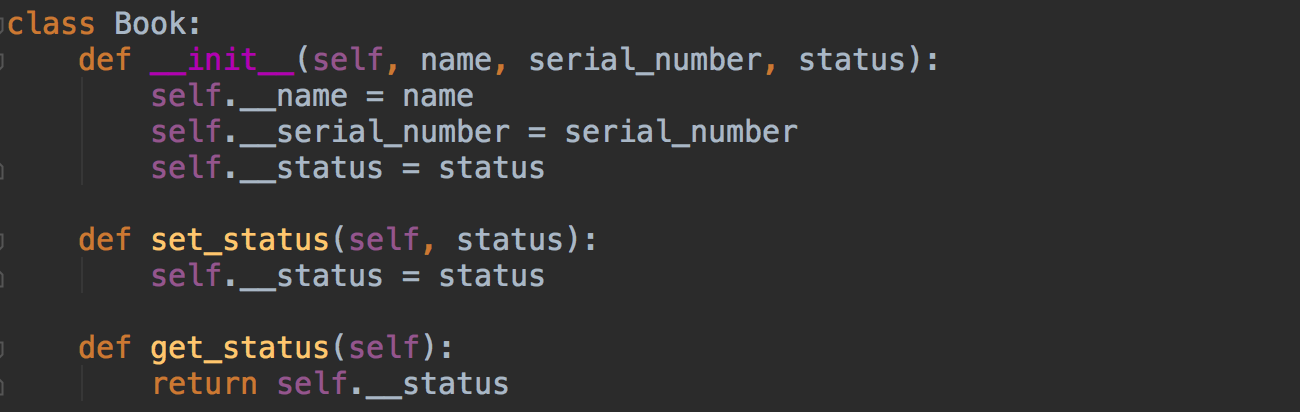 class Book:
    def __init__(self, name, serial_number, status):
        self.__name = name
        self.__serial_number = serial_number
        self.__status = status

    def set_status(self, status):
        self.__status = status

    def get_status(self):
        return self.__status